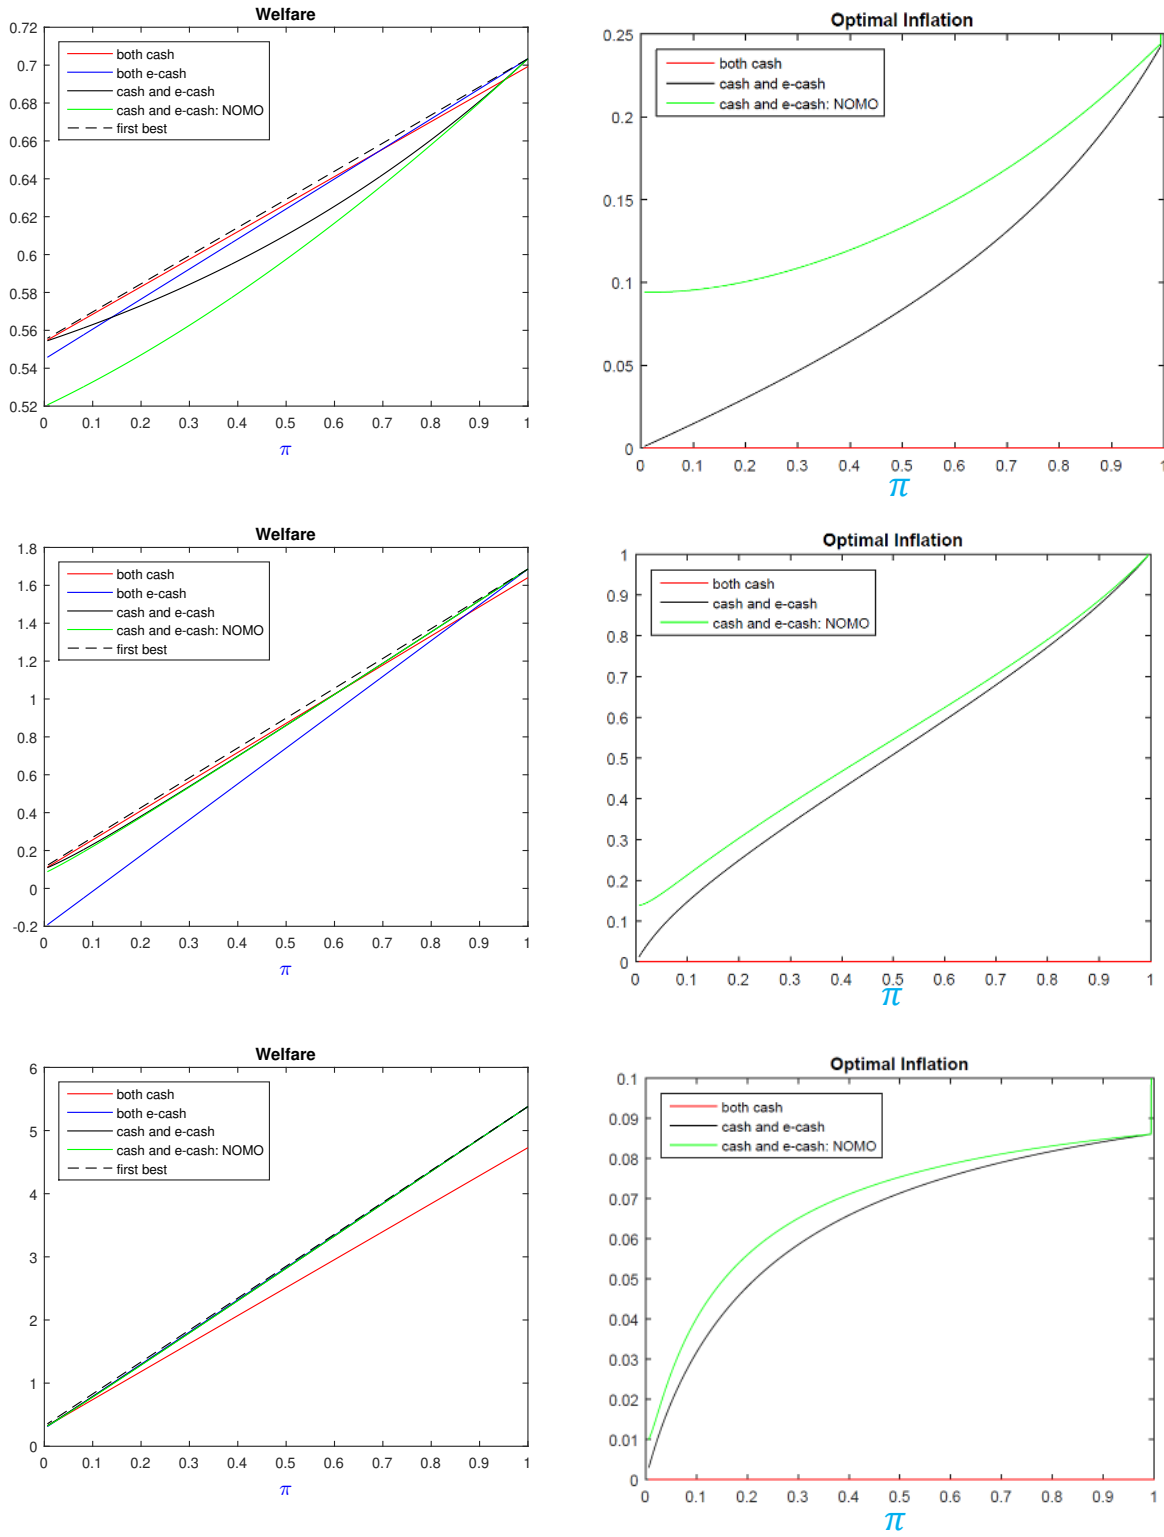 Welfare
0.72
0.7
0.68
0.66
0.64
0.62
0.6
0.58
0.56
0.54
0.52
both cash
both e-cash
cash and e-cash
cash and e-cash: NOMO
first best
0 0.1 0.2 0.3 0.4 0.5 0.6 0.7 0.8 0.9 1
π
Optimal Inflation
0.25
0.2
0.15
0.1
0.05
0
both cash
cash and e-cash
cash and e-cash: NOMO
0 0.1 0.2 0.3 0.4 0.5 0.6 0.7 0.8 0.9 1
π
Welfare
1.8
1.6
1.4
1.2
1
0.8
0.6
0.4
0.2
0
-0.2
both cash
both e-cash
cash and e-cash
cash and e-cash: NOMO
first best
0 0.1 0.2 0.3 0.4 0.5 0.6 0.7 0.8 0.9 1
π
Optimal Inflation
1
0.9
0.8
0.7
0.6
0.5
0.4
0.3
0.2
0.1
0
both cash
cash and e-cash
cash and e-cash: NOMO
0 0.1 0.2 0.3 0.4 0.5 0.6 0.7 0.8 0.9 1
π
Welfare
6
5
4
3
2
1
0
both cash
both e-cash
cash and e-cash
cash and e-cash: NOMO
first best
0 0.1 0.2 0.3 0.4 0.5 0.6 0.7 0.8 0.9 1
π
Optimal Inflation
0.1
0.09
0.08
0.07
0.06
0.05
0.04
0.03
0.02
0.01
0
both cash
cash and e-cash
cash and e-cash: NOMO
0 0.1 0.2 0.3 0.4 0.5 0.6 0.7 0.8 0.9 1
π